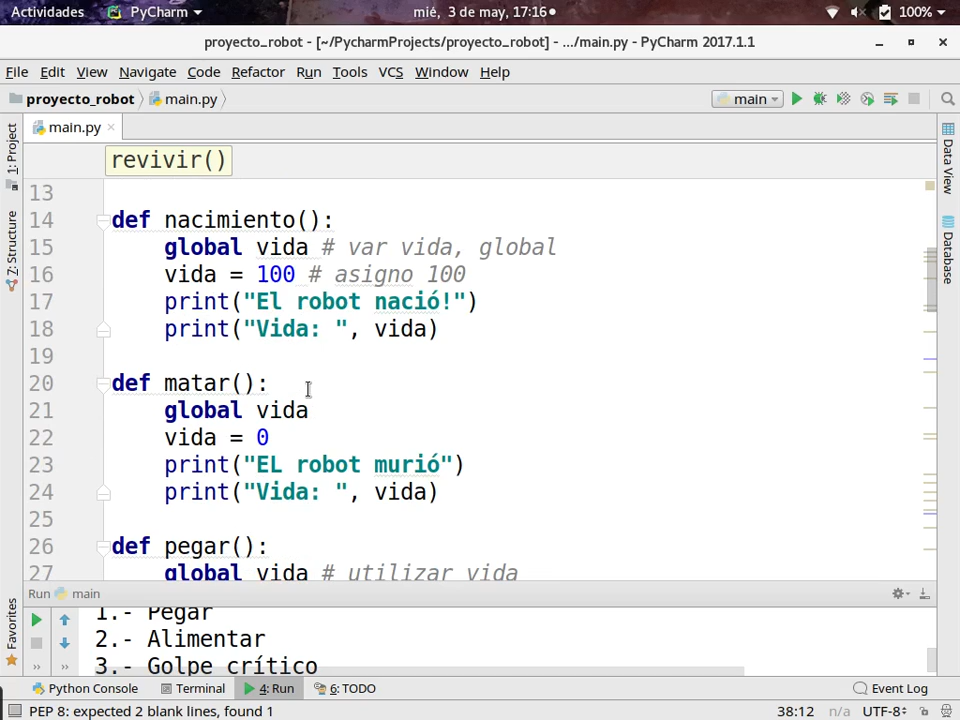 Actividades PyCharm mié, 3 de may, 17:16 100%
proyecto_robot - [~/PycharmProjects/proyecto_robot] - .../main.py - PyCharm 2017.1.1
File Edit View Navigate Code Refactor Run Tools VCS Window Help
proyecto_robot main.py main
main.py
revivir()
13
14 def nacimiento():
15 global vida # var vida, global
16 vida = 100 # asigno 100
17 print("El robot nació!")
18 print("Vida: ", vida)
19
20 def matar():
21 global vida
22 vida = 0
23 print("EL robot murió")
24 print("Vida: ", vida)
25
26 def pegar():
27 global vida # utilizar vida
1: Project
7: Structure
Favorites
Data View
Database
Run main
1.- Pegar
2.- Alimentar
3.- Golpe crítico
Python Console Terminal 4: Run 6: TODO Event Log
PEP 8: expected 2 blank lines, found 1 38:12 n/a UTF-8